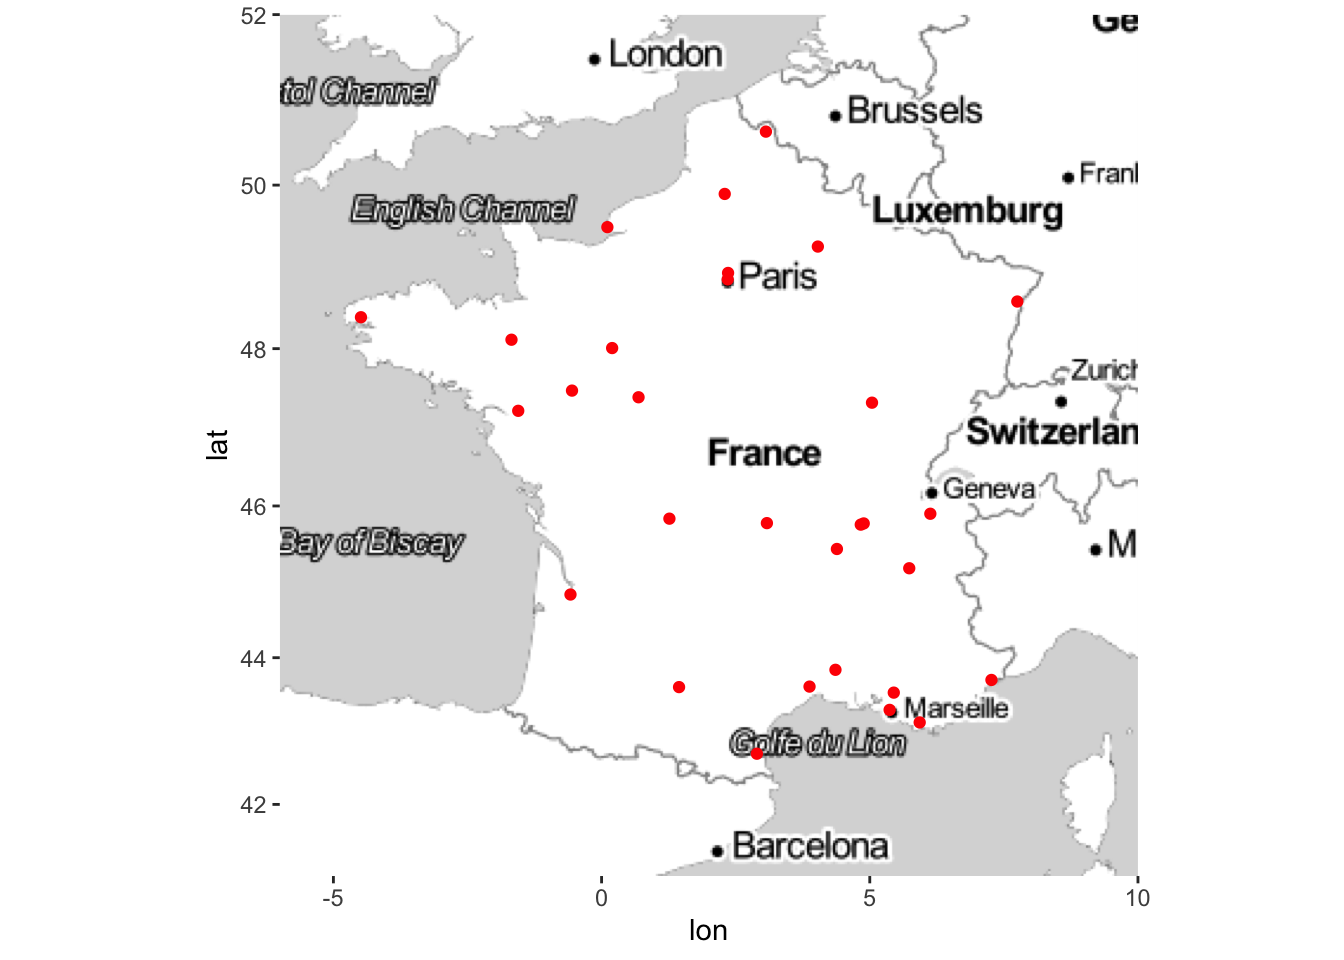 52
50
48
46
44
42
lat
Ge
London
tol Channel
Brussels
Franl
English Channel
Luxemburg
Paris
Zurich
Switzerlan
France
Geneva
Bay of Biscay
M
Marseille
Golfe du Lion
Barcelona
-5
0
5
10
lon